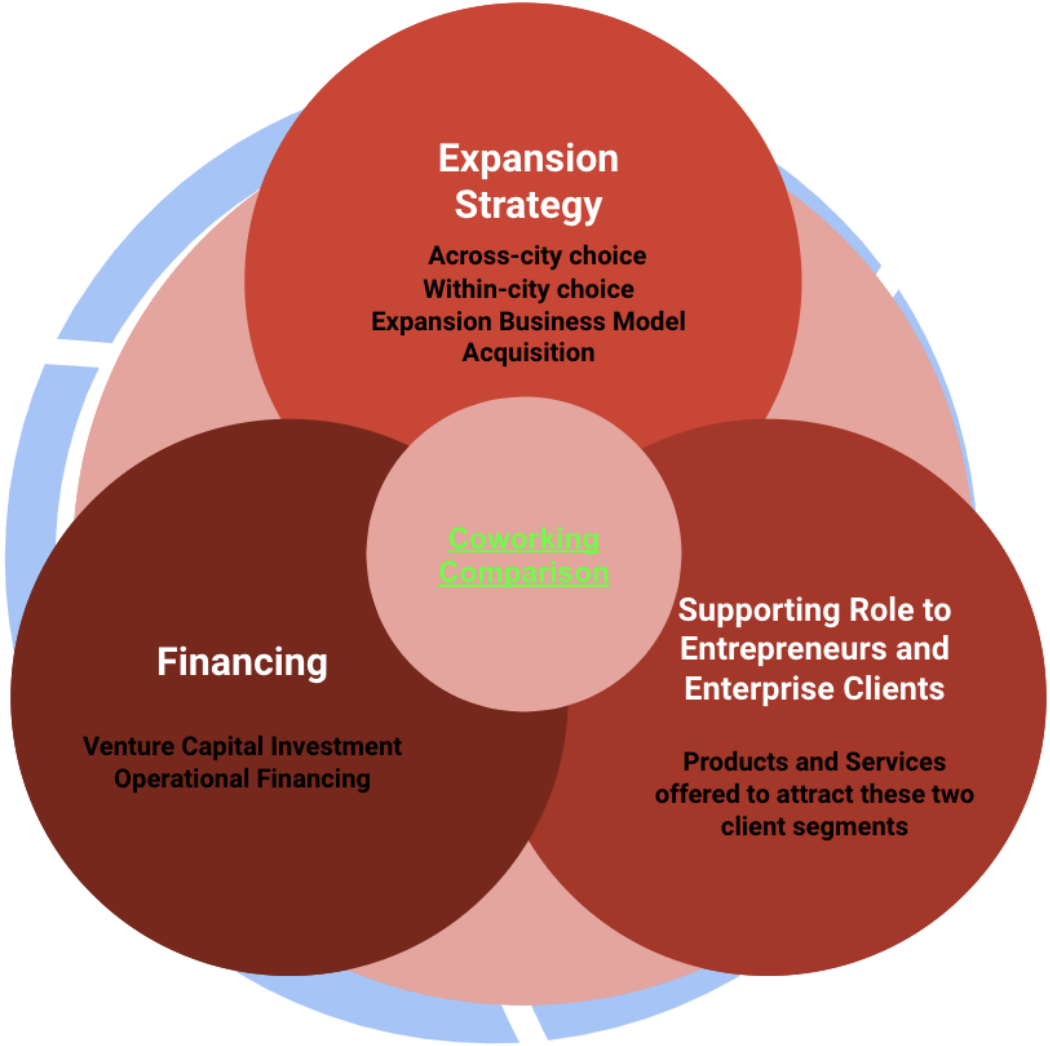 Expansion
Strategy
Across-city choice
Within-city choice
Expansion Business Model
Acquisition
Coworking
Comparison
Financing
Venture Capital Investment
Operational Financing
Supporting Role to
Entrepreneurs and
Enterprise Clients
Products and Services
offered to attract these two
client segments